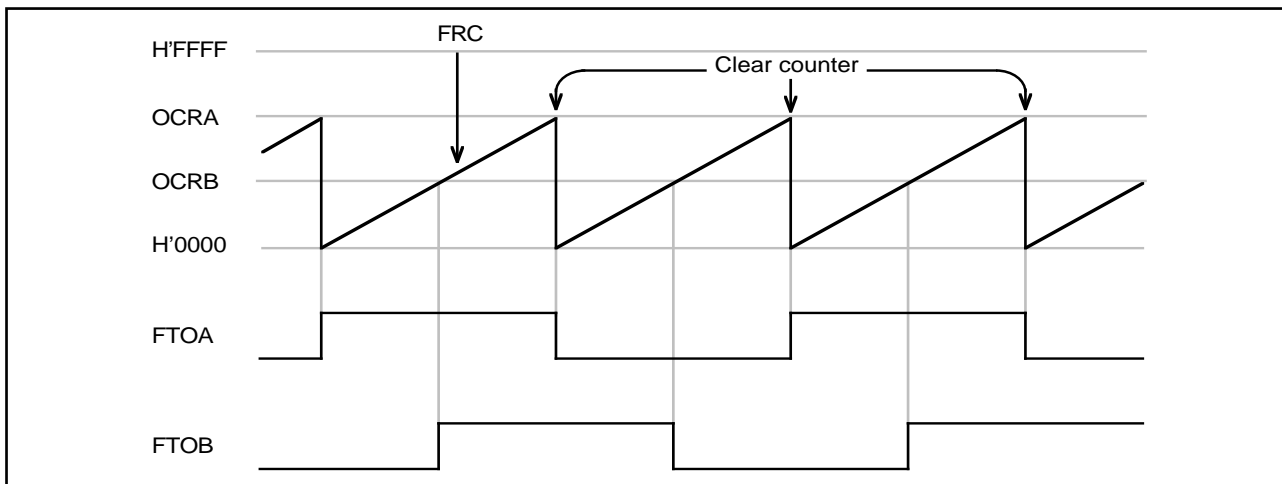 FRC
H'FFFF
Clear counter
OCRA
OCRB
H'0000
FTOA
FTOB